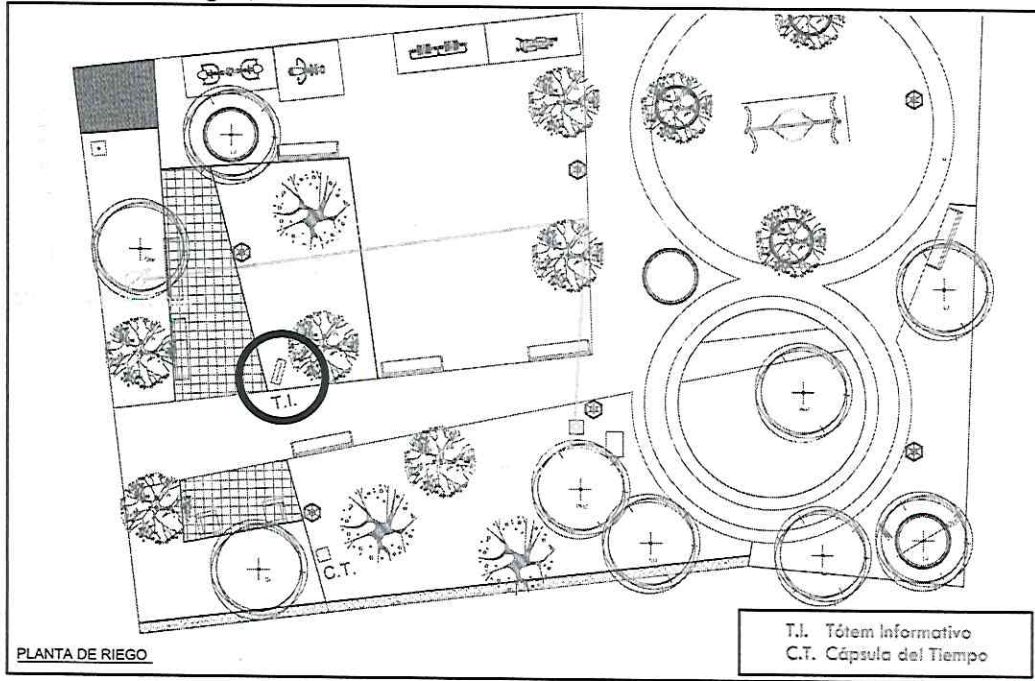 T.I.
C.T.
PLANTA DE RIEGO
T.I. Tótem Informativo
C.T. Cápsula del Tiempo